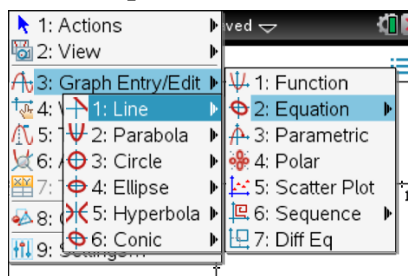 1: Actions
ved
2: View
3: Graph Entry/Edit
1: Function
4:
1: Line
2: Equation
5:
2: Parabola
3: Parametric
6:
3: Circle
4: Polar
7:
4: Ellipse
5: Scatter Plot
8:
5: Hyperbola
6: Sequence
9:
6: Conic
7: Diff Eq